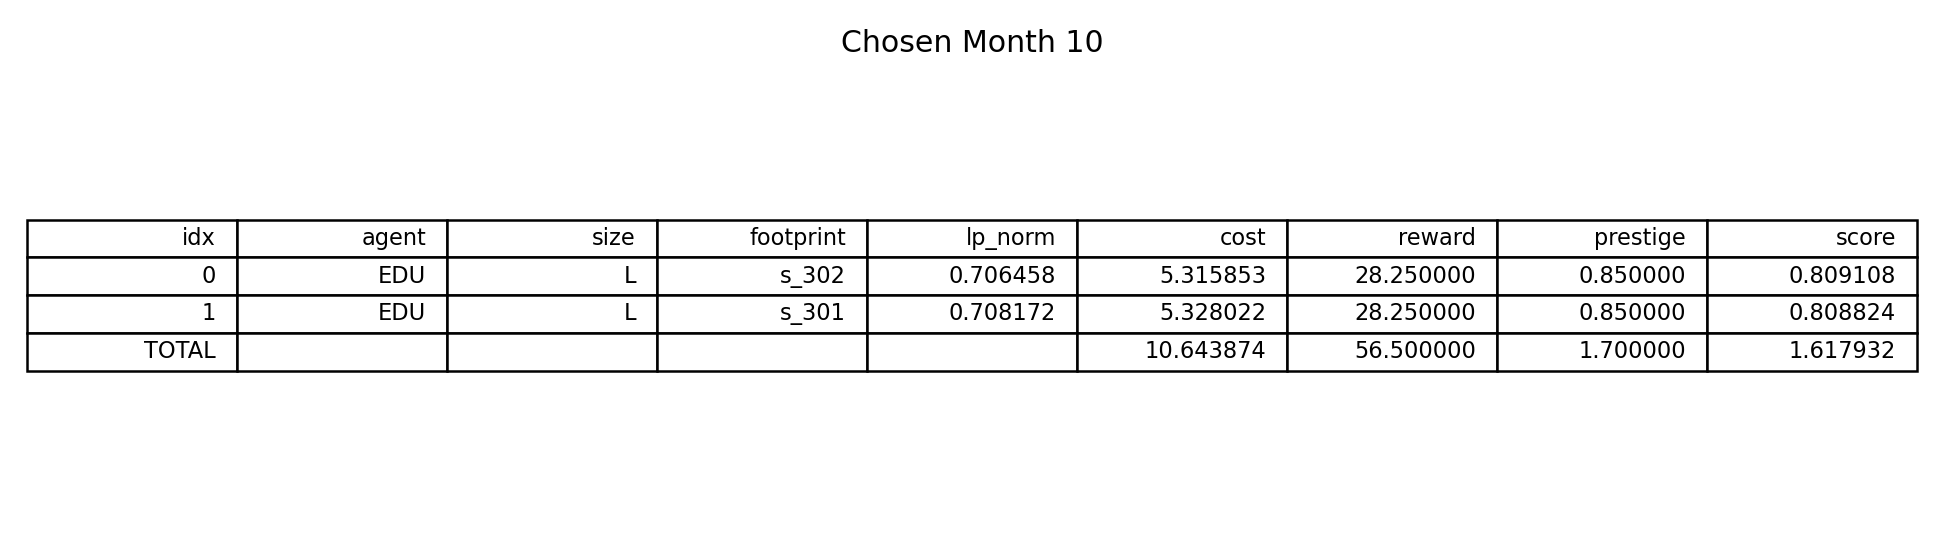 Chosen Month 10
idx agent size footprint lp_norm cost reward prestige score
0 EDU L s_302 0.706458 5.315853 28.250000 0.850000 0.809108
1 EDU L s_301 0.708172 5.328022 28.250000 0.850000 0.808824
TOTAL 10.643874 56.500000 1.700000 1.617932